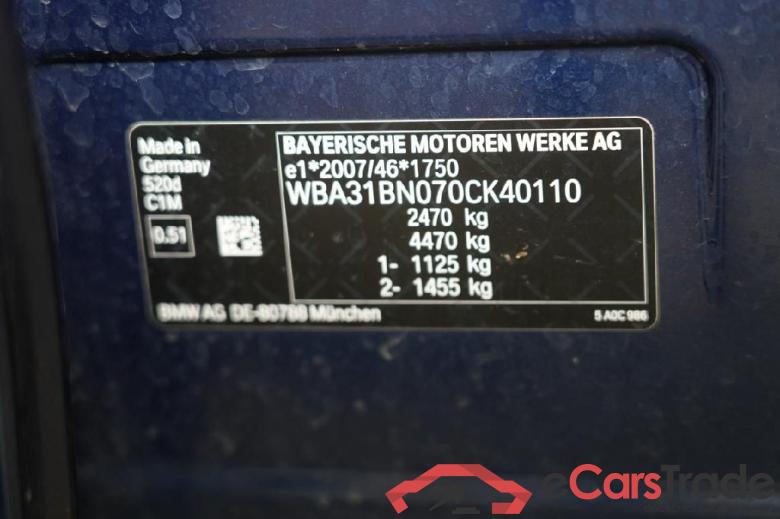 Made in
Germany
520d
C1M
0.51
BAYERISCHE MOTOREN WERKE AG
e1*2007/46*1750
WBA31BN070CK40110
2470 kg
4470 kg
1- 1125 kg
2- 1455 kg
BMW AG DE-80788 München
5 A0C 986
eCarsTrade